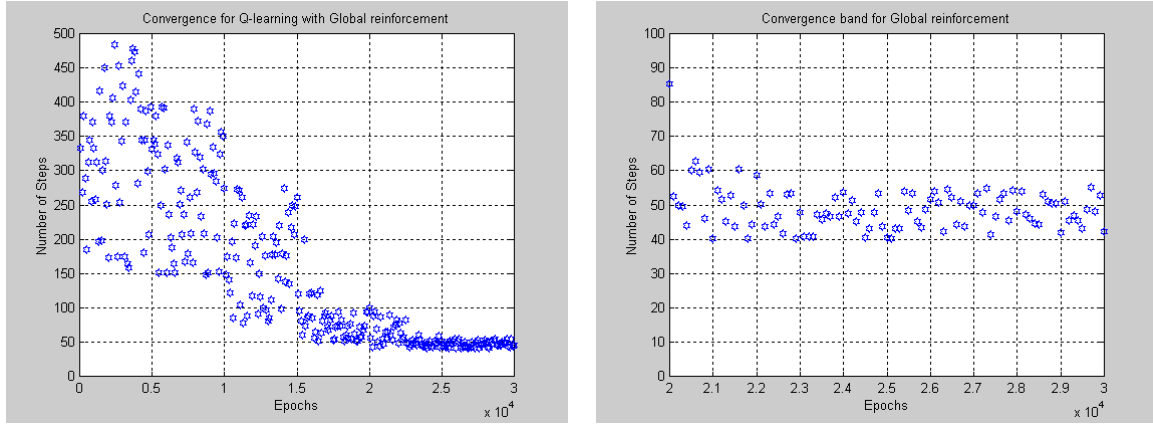 Convergence for Q-learning with Global reinforcement
500
450
400
350
300
250
200
150
100
50
0
Number of Steps
0 0.5 1 1.5 2 2.5 3
Epochs
x 10^4
Convergence band for Global reinforcement
100
90
80
70
60
50
40
30
20
10
0
Number of Steps
2 2.1 2.2 2.3 2.4 2.5 2.6 2.7 2.8 2.9 3
Epochs
x 10^4